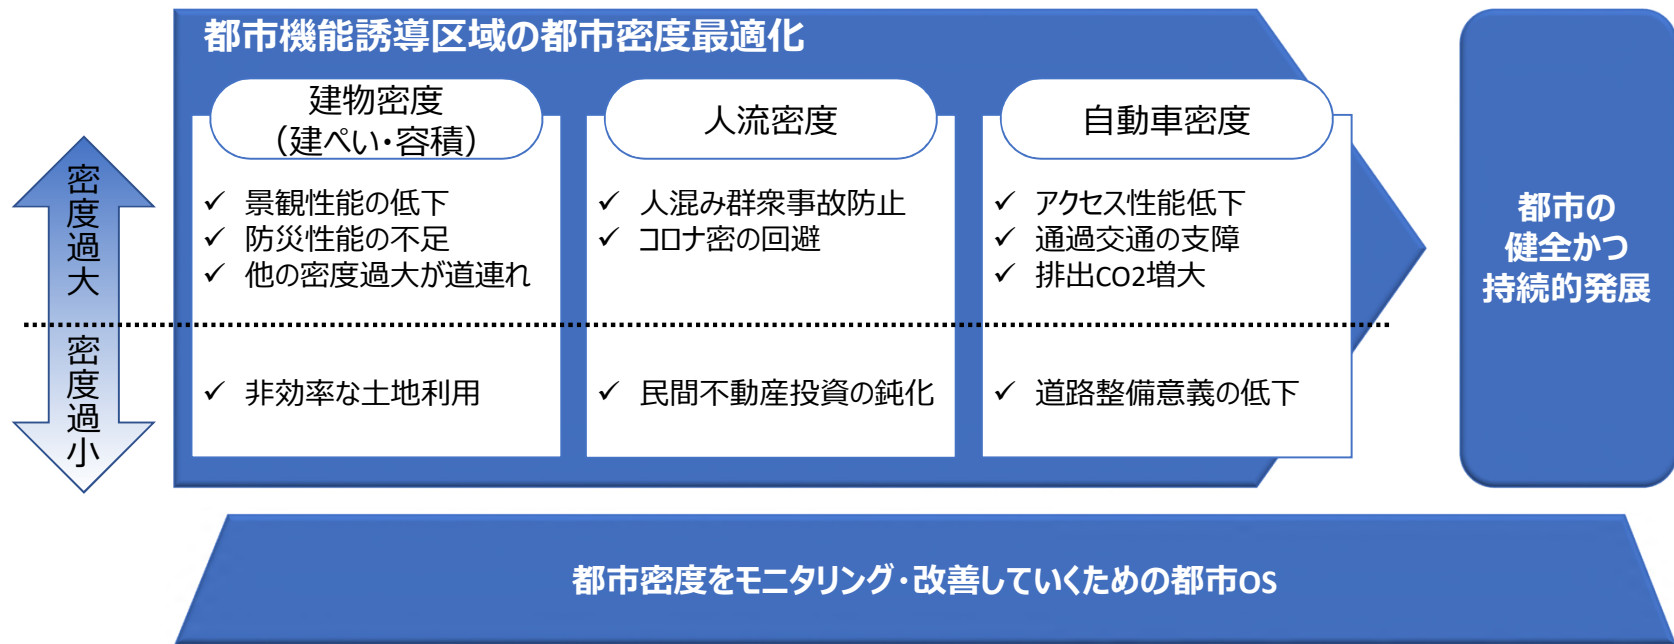 都市機能誘導区域の都市密度最適化
建物密度
（建ぺい・容積）
人流密度
自動車密度
密度過大
✓ 景観性能の低下
✓ 防災性能の不足
✓ 他の密度過大が道連れ
✓ 人混み群衆事故防止
✓ コロナ密の回避
✓ アクセス性能低下
✓ 通過交通の支障
✓ 排出CO2増大
密度過小
✓ 非効率な土地利用
✓ 民間不動産投資の鈍化
✓ 道路整備意義の低下
都市の
健全かつ
持続的発展
都市密度をモニタリング・改善していくための都市OS